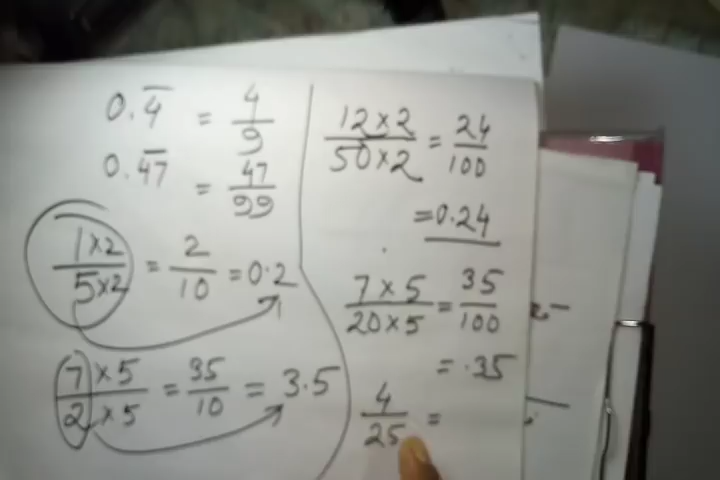 0.4̅ = 4/9
0.4̅7̅ = 47/99
1×2/5×2 = 2/10 = 0.2
7×5/2×5 = 35/10 = 3.5
12×2/50×2 = 24/100
=0.24
7×5/20×5 = 35/100
= .35
4/25 =